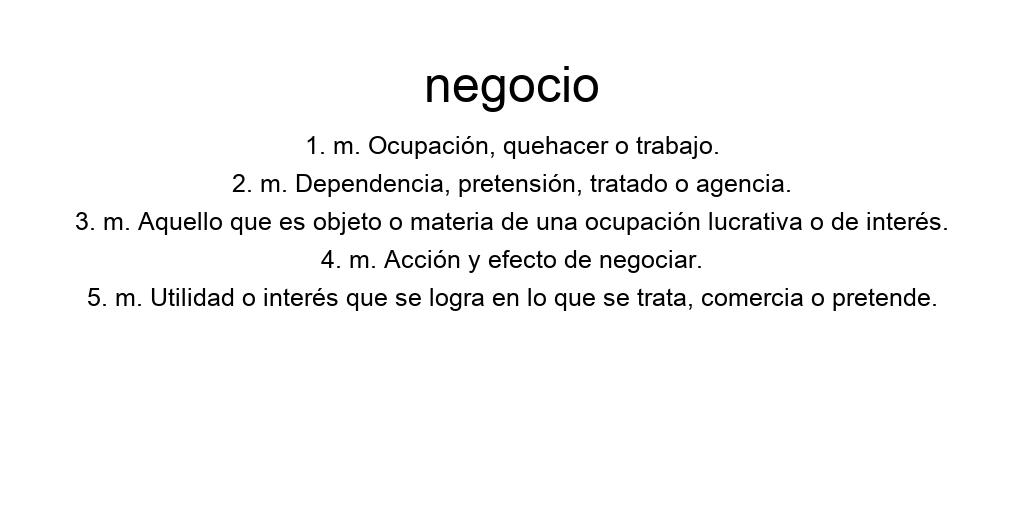 negocio
1. m. Ocupación, quehacer o trabajo.
2. m. Dependencia, pretensión, tratado o agencia.
3. m. Aquello que es objeto o materia de una ocupación lucrativa o de interés.
4. m. Acción y efecto de negociar.
5. m. Utilidad o interés que se logra en lo que se trata, comercia o pretende.